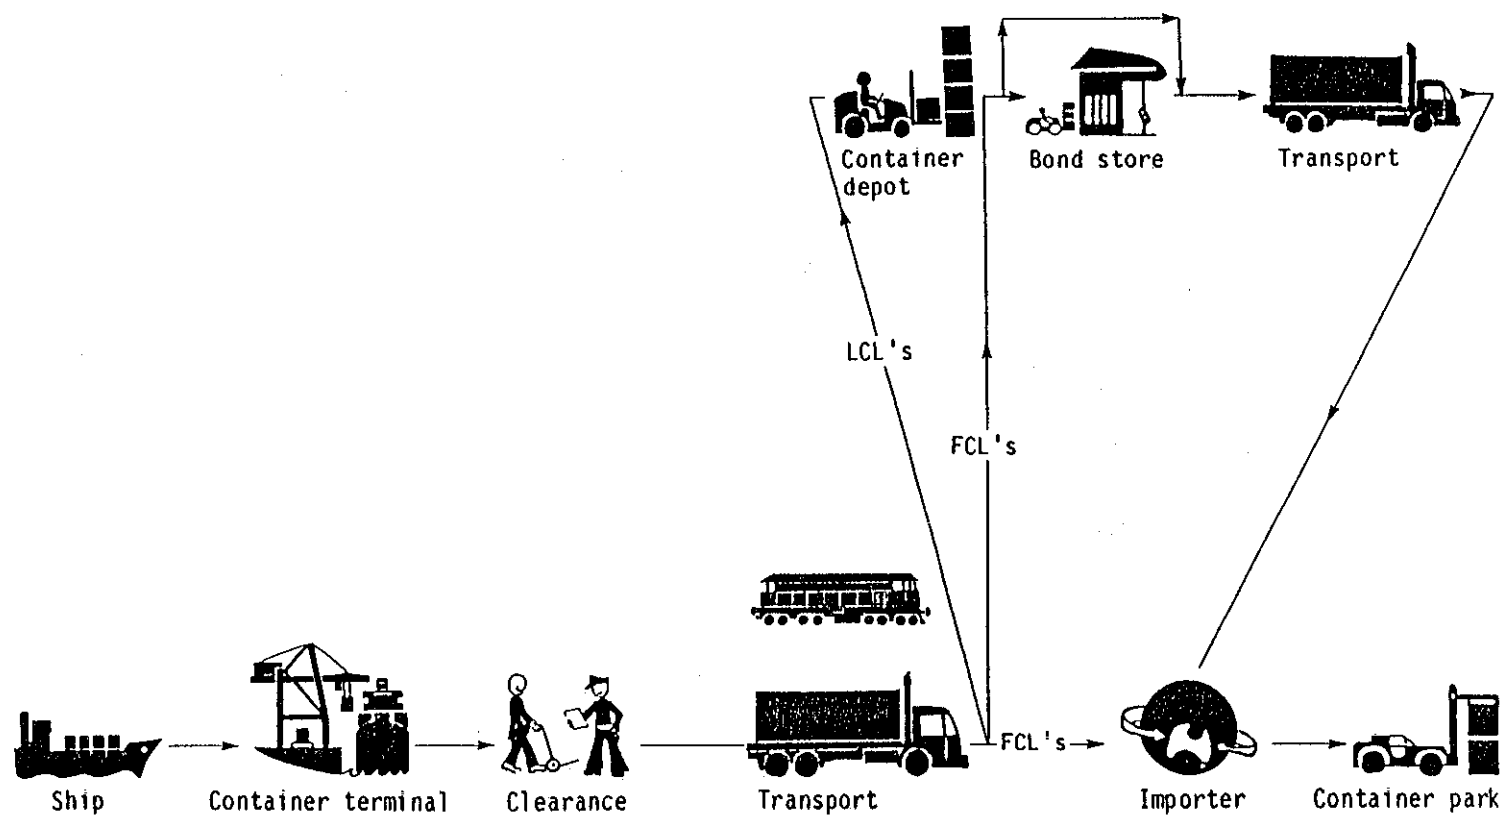 Container
depot
Bond store
Transport
LCL's
FCL's
FCL's
Ship
Container terminal
Clearance
Transport
Importer
Container park